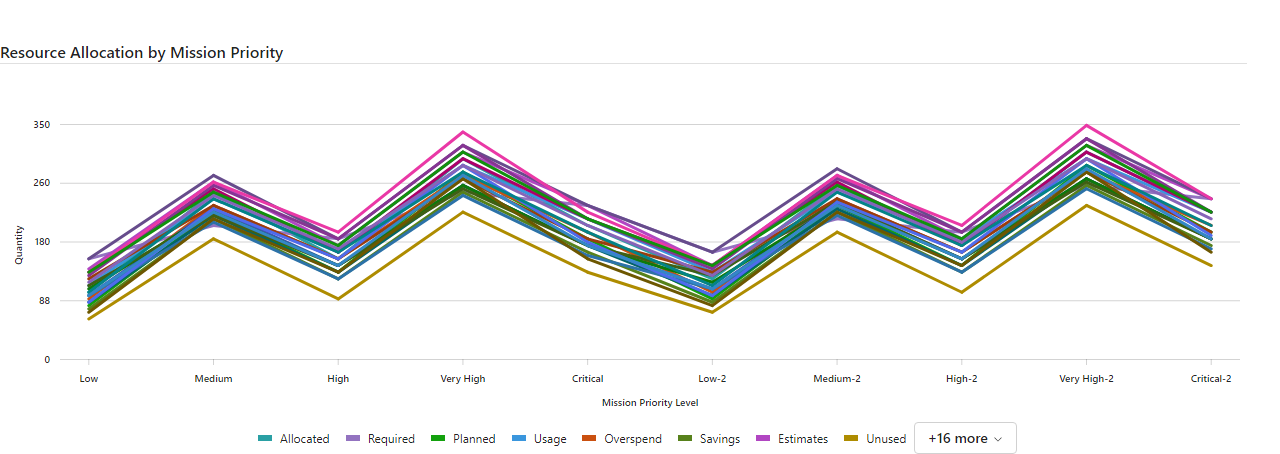 Resource Allocation by Mission Priority
350
260
180
88
0
Quantity
Low Medium High Very High Critical Low-2 Medium-2 High-2 Very High-2 Critical-2
Mission Priority Level
Allocated Required Planned Usage Overspend Savings Estimates Unused +16 more